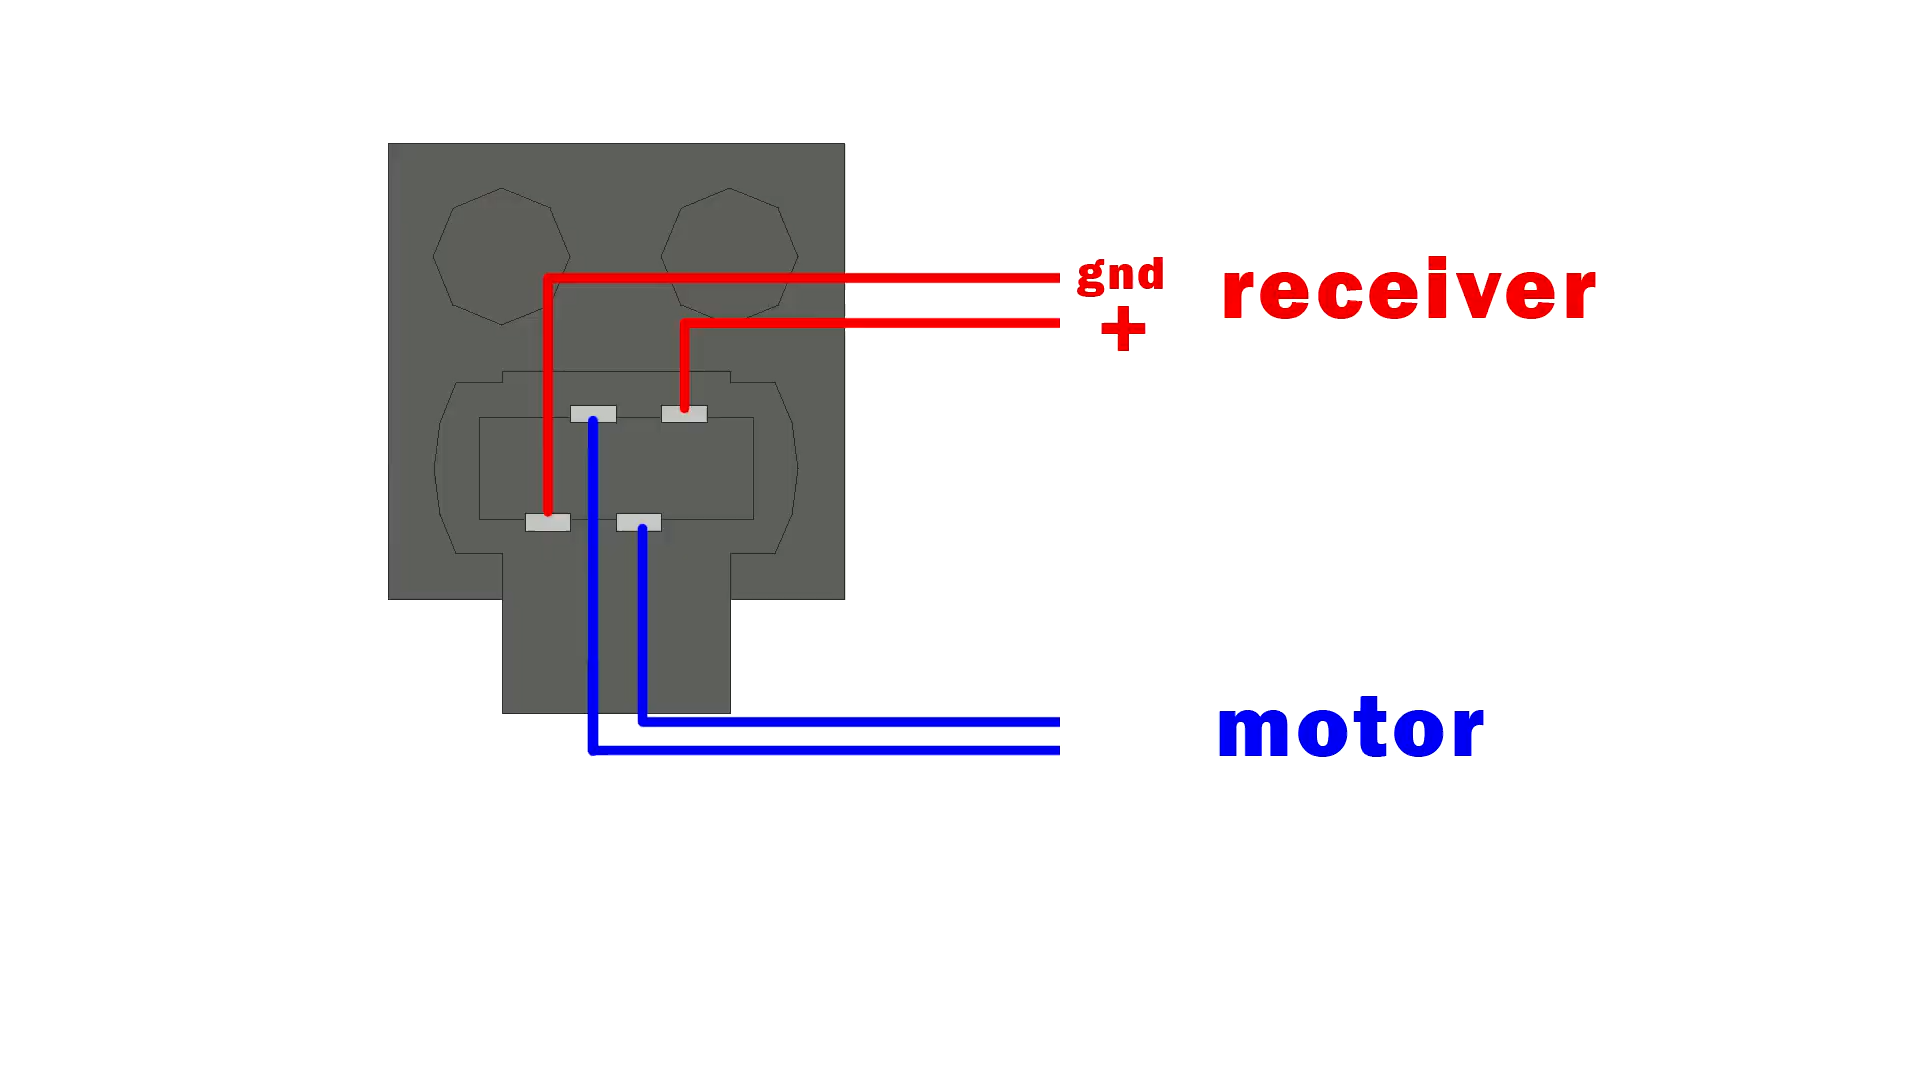 gnd receiver
+
motor